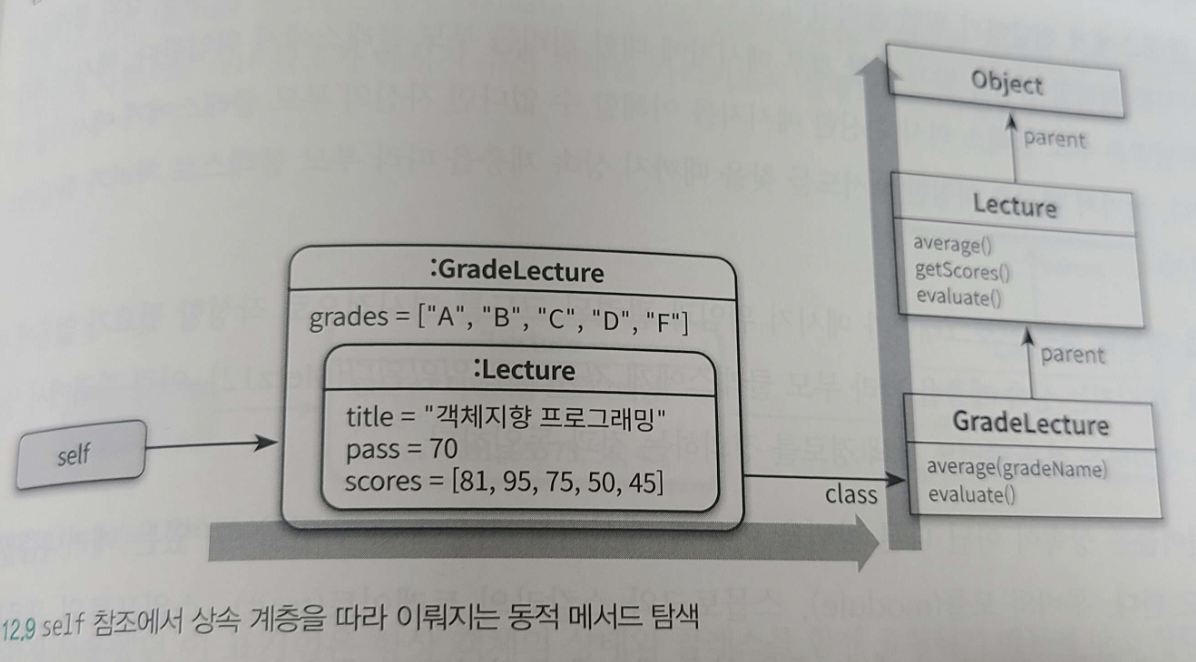 Object
parent
Lecture
average()
getScores()
evaluate()
parent
:GradeLecture
grades = ["A", "B", "C", "D", "F"]
:Lecture
title = "객체지향 프로그래밍"
pass = 70
scores = [81, 95, 75, 50, 45]
self
class
GradeLecture
average(gradeName)
evaluate()
12.9 self 참조에서 상속 계층을 따라 이뤄지는 동적 메서드 탐색